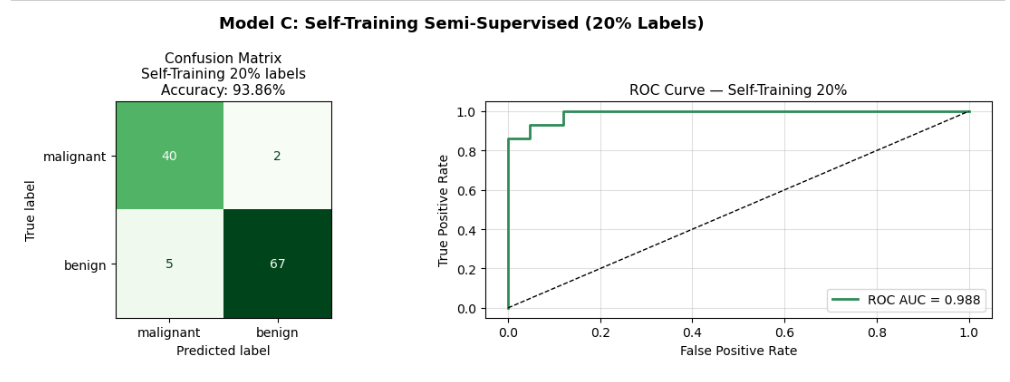 Model C: Self-Training Semi-Supervised (20% Labels)
Confusion Matrix
Self-Training 20% labels
Accuracy: 93.86%
True label
malignant
40
2
benign
5
67
malignant
benign
Predicted label
ROC Curve — Self-Training 20%
True Positive Rate
1.0
0.8
0.6
0.4
0.2
0.0
ROC AUC = 0.988
0.0
0.2
0.4
0.6
0.8
1.0
False Positive Rate